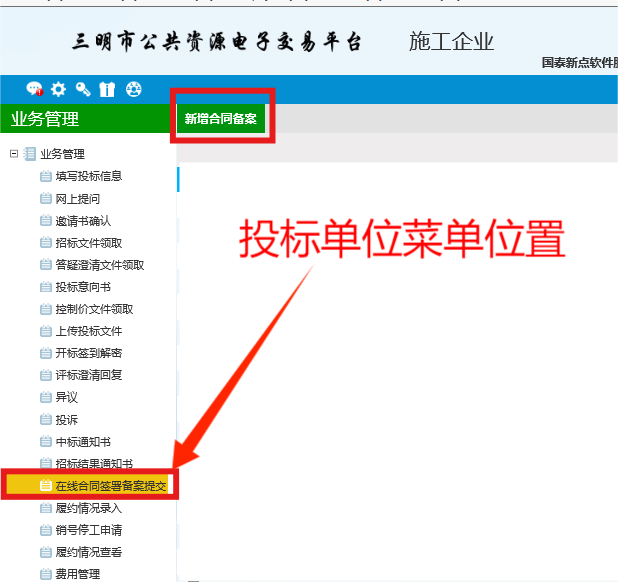 三明市公共资源电子交易平台 施工企业
国泰新点软件
业务管理 新增合同备案
业务管理
填写投标信息
网上提问
邀请书确认
招标文件领取
答疑澄清文件领取
投标意向书
控制价文件领取
上传投标文件
开标签到解密
评标澄清回复
异议
投诉
中标通知书
招标结果通知书
在线合同签署备案提交
履约情况录入
销号停工申请
履约情况查看
费用管理
投标单位菜单位置